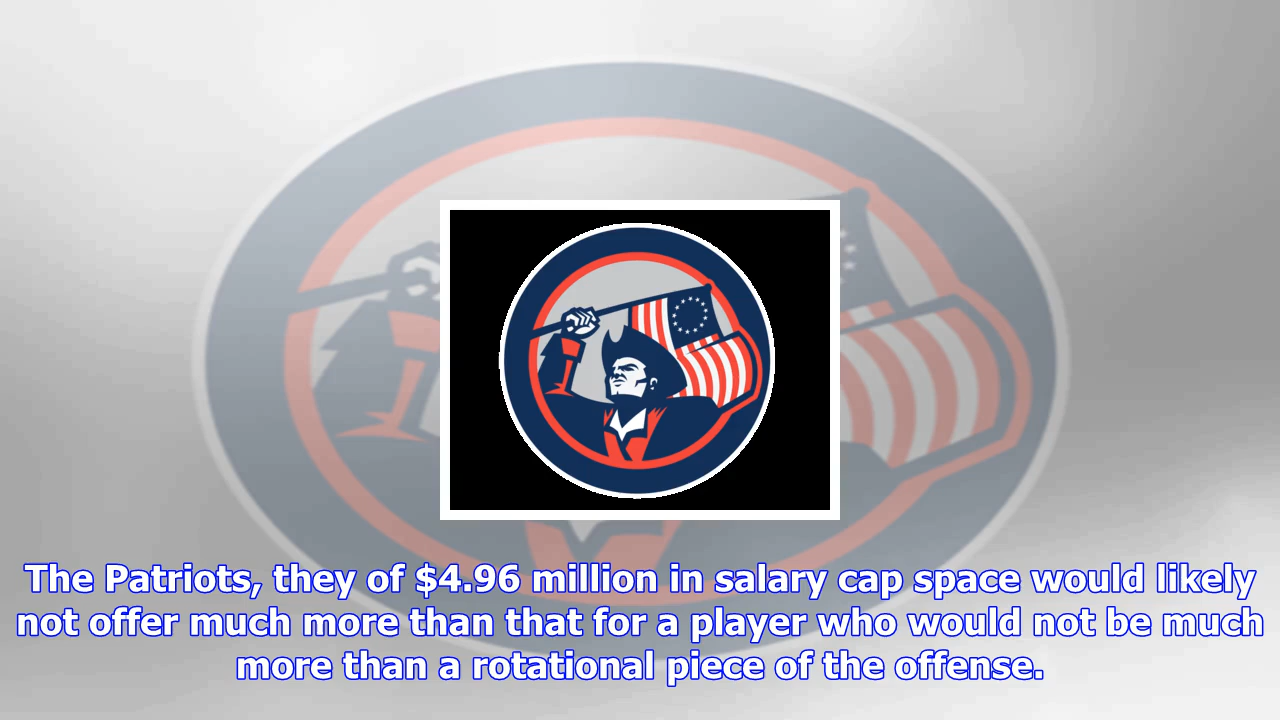 The Patriots, they of $4.96 million in salary cap space would likely
not offer much more than that for a player who would not be much
more than a rotational piece of the offense.